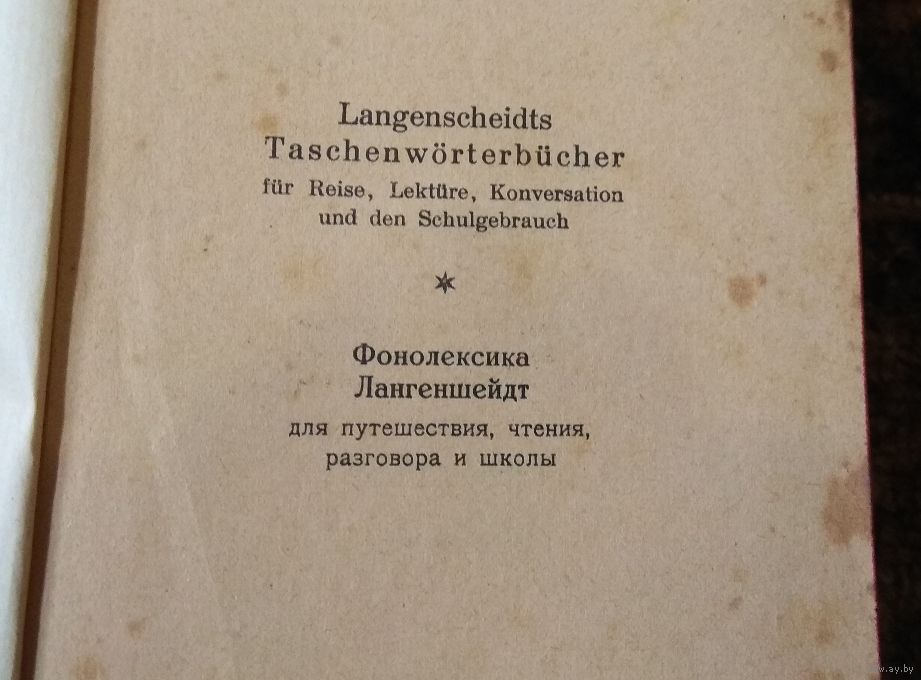 Langenscheidts
Taschenwörterbücher
für Reise, Lektüre, Konversation
und den Schulgebrauch
Фонолексика
Лангеншейдт
для путешествия, чтения,
разговора и школы